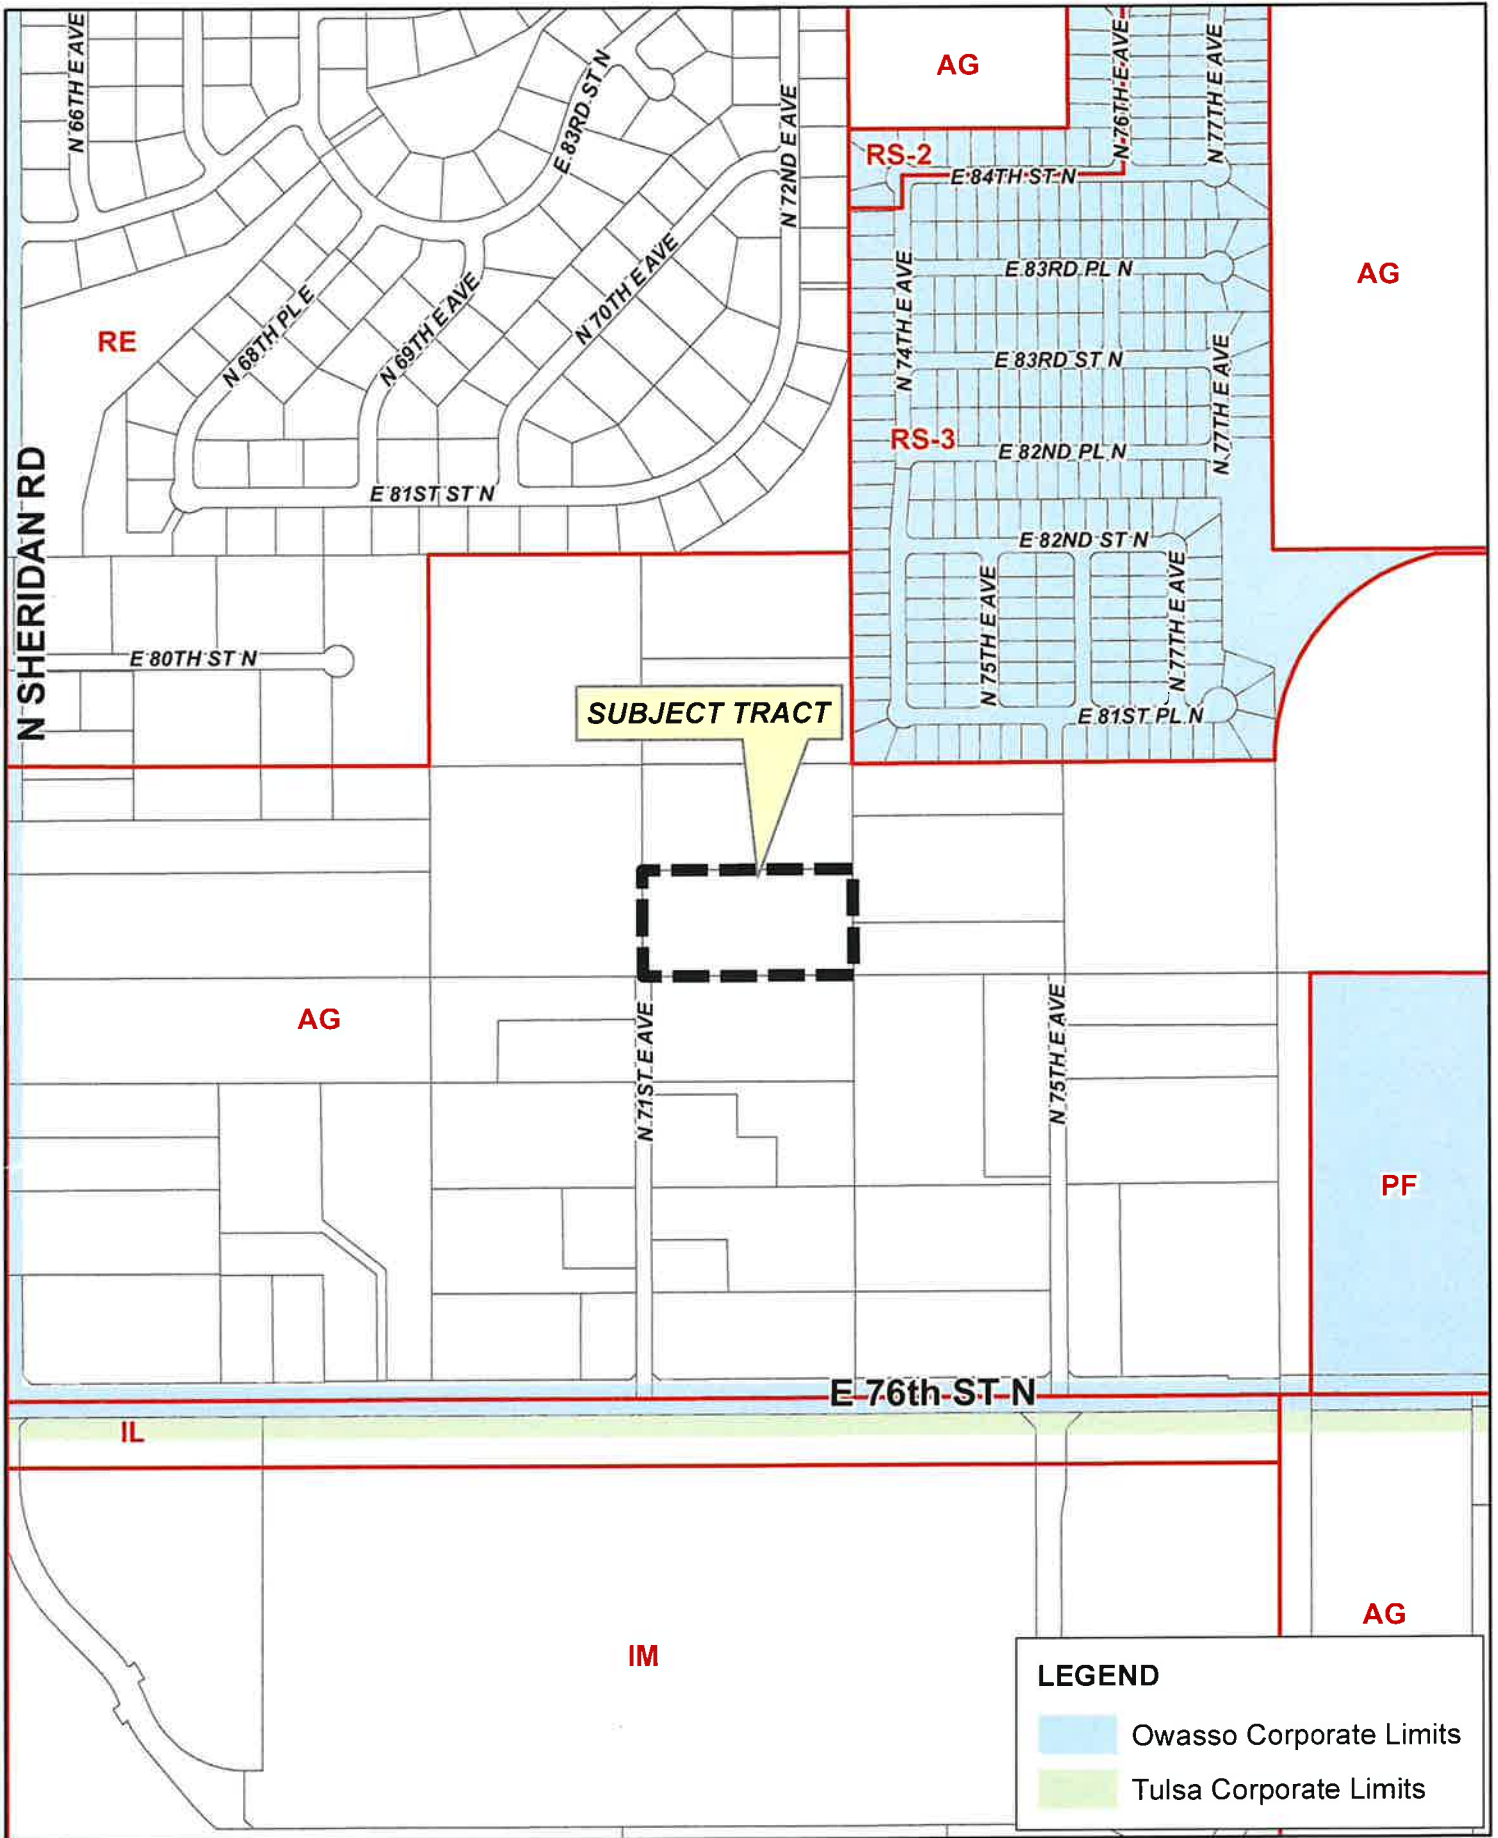 N 66TH E AVE
E 83RD ST N
N 72ND E AVE
AG
N 76TH E AVE
N 77TH E AVE
RS-2
E 84TH ST N
AG
E 83RD PL N
N 74TH E AVE
N 70TH E AVE
N 69TH E AVE
N 68TH PL E
RE
E 83RD ST N
N 77TH E AVE
RS-3
E 82ND PL N
E 81ST ST N
N SHERIDAN RD
E 82ND ST N
N 75TH E AVE
N 77TH E AVE
E 80TH ST N
SUBJECT TRACT
E 81ST PL N
AG
N 71ST E AVE
N 75TH E AVE
PF
E 76th ST N
IL
AG
IM
LEGEND
Owasso Corporate Limits
Tulsa Corporate Limits